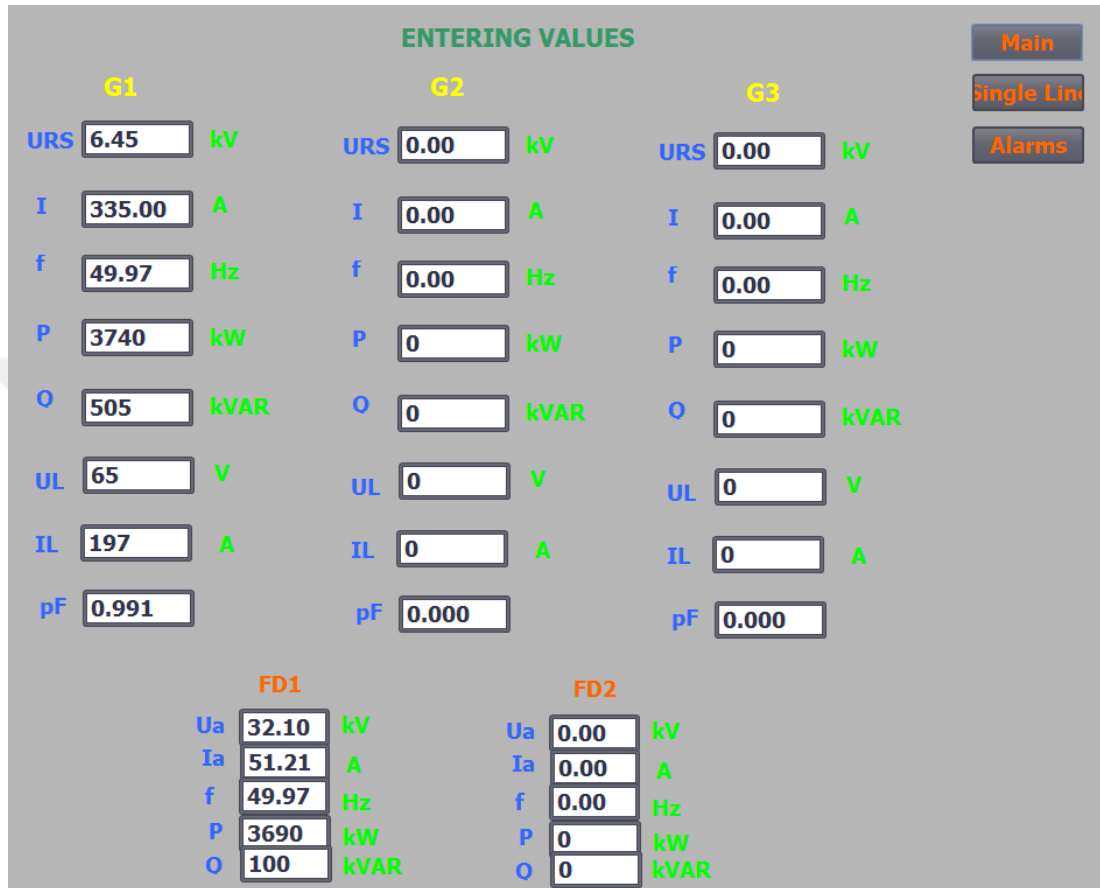 ENTERING VALUES
Main
Single Line
Alarms
G1
URS 6.45 kV
I 335.00 A
f 49.97 Hz
P 3740 kW
Q 505 kVAR
UL 65 V
IL 197 A
pF 0.991
G2
URS 0.00 kV
I 0.00 A
f 0.00 Hz
P 0 kW
Q 0 kVAR
UL 0 V
IL 0 A
pF 0.000
G3
URS 0.00 kV
I 0.00 A
f 0.00 Hz
P 0 kW
Q 0 kVAR
UL 0 V
IL 0 A
pF 0.000
FD1
Ua 32.10 kV
Ia 51.21 A
f 49.97 Hz
P 3690 kW
Q 100 kVAR
FD2
Ua 0.00 kV
Ia 0.00 A
f 0.00 Hz
P 0 kW
Q 0 kVAR